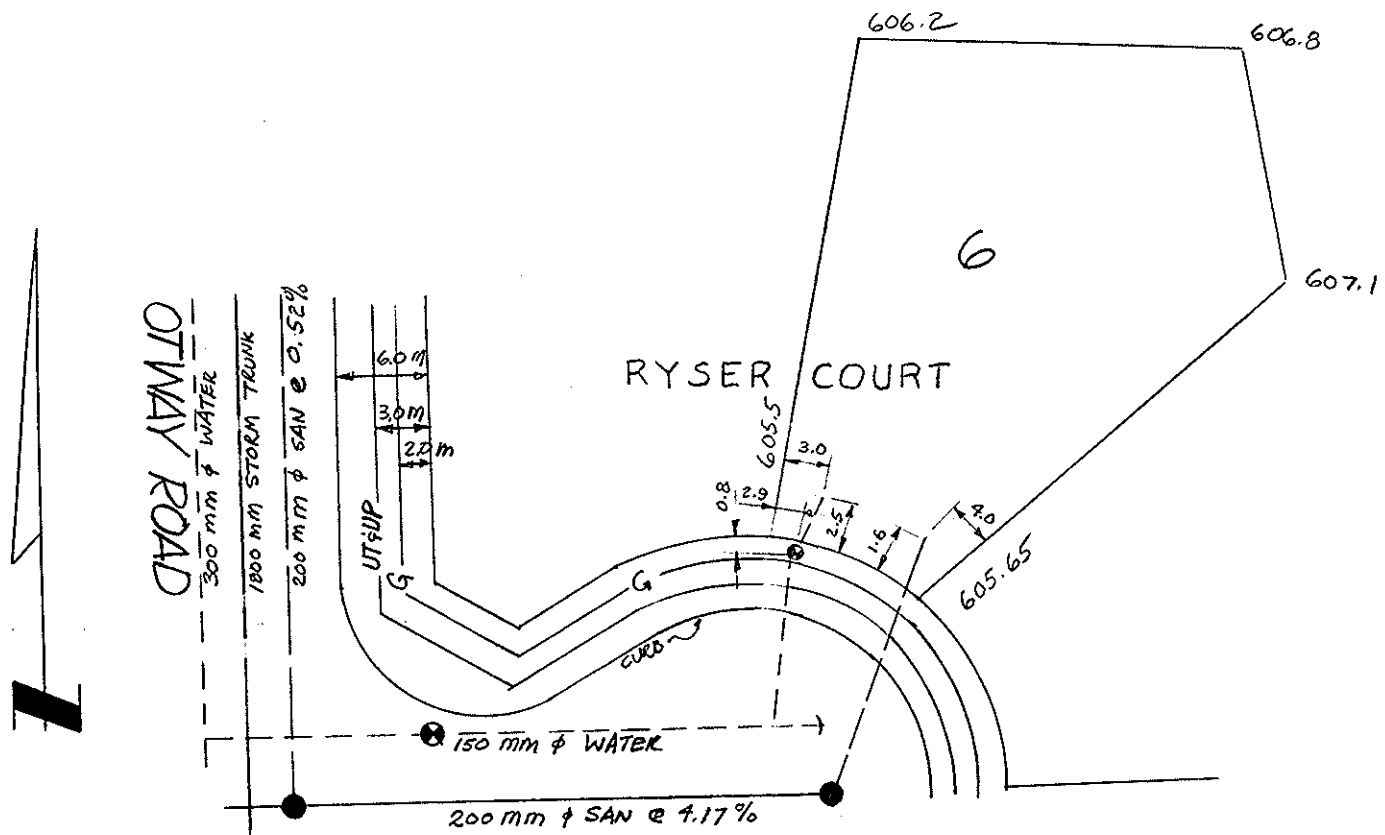 606.2
606.8
607.1
6
RYSER COURT
605.5
605.65
3.0
2.9
0.8
2.5
1.6
4.0
6.0 m
3.0 m
2.0 m
UT&UP
G
G
CURB
OTWAY ROAD
300 mm φ WATER
1800 mm STORM TRUNK
200 mm φ SAN @ 0.52%
150 mm φ WATER
200 mm φ SAN @ 4.17%